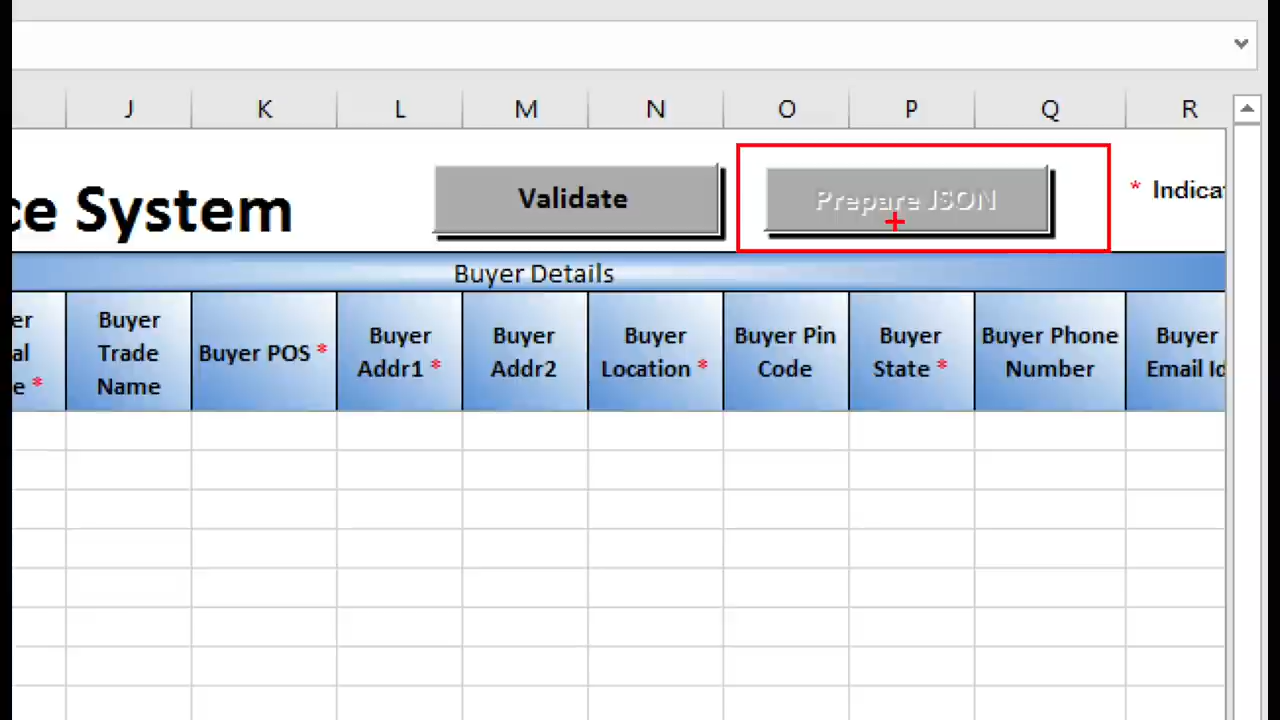 J K L M N O P Q R
ce System
Validate
Prepare JSON
* Indicat
Buyer Details
er
al
e *
Buyer
Trade
Name
Buyer POS *
Buyer
Addr1 *
Buyer
Addr2
Buyer
Location *
Buyer Pin
Code
Buyer
State *
Buyer Phone
Number
Buyer
Email Id